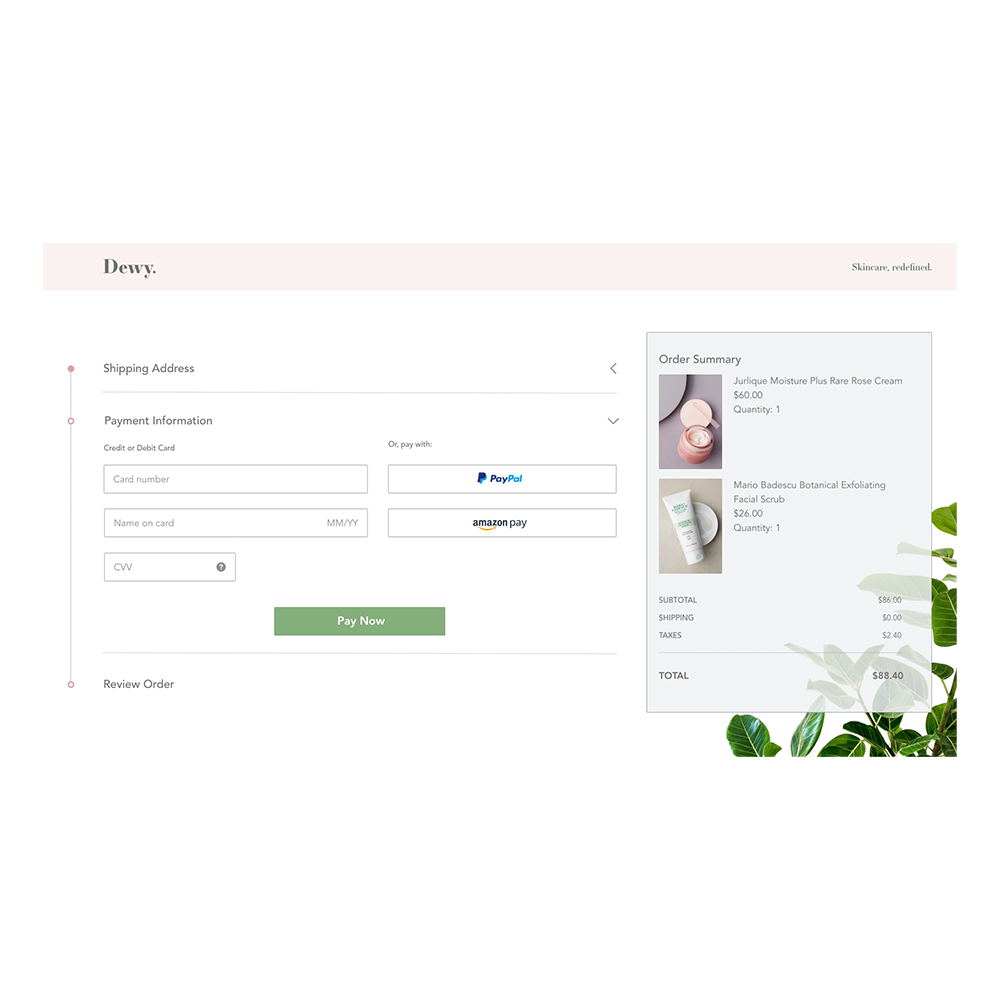 Dewy.
Skincare, redefined.
Shipping Address
Payment Information
Credit or Debit Card
Or, pay with:
Card number
PayPal
Name on card
MM/YY
amazon pay
CVV
?
Pay Now
Review Order
Order Summary
Jurlique Moisture Plus Rare Rose Cream
$60.00
Quantity: 1
MARIO
BADESCU
Mario Badescu Botanical Exfoliating
Facial Scrub
$26.00
Quantity: 1
SUBTOTAL
$86.00
SHIPPING
$0.00
TAXES
$2.40
TOTAL
$88.40